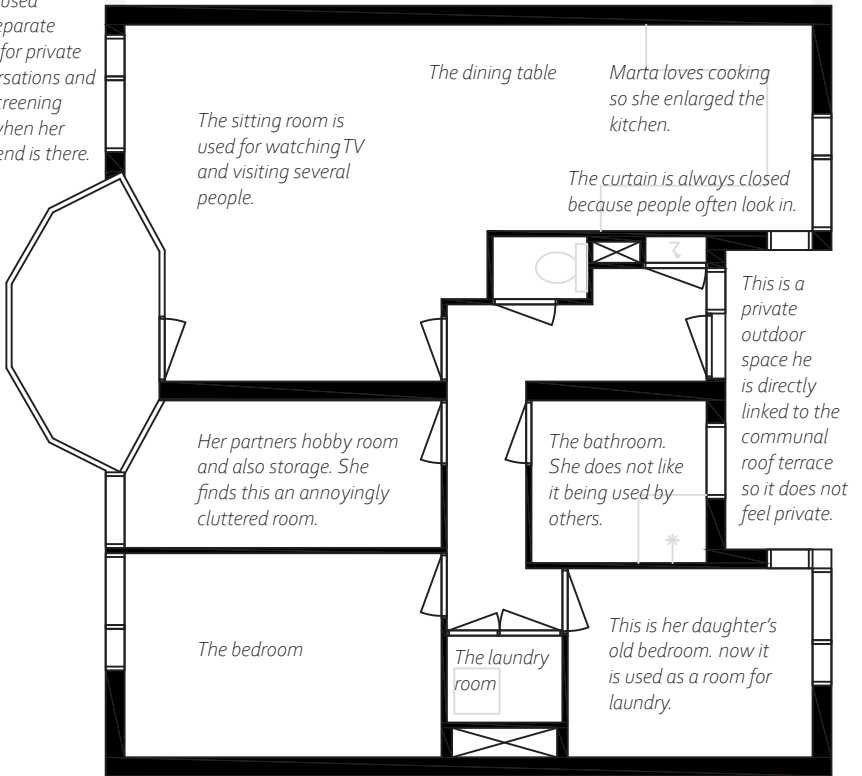 used
eparate
for private
rsations and
creening
when her
end is there.
The sitting room is
used for watching TV
and visiting several
people.
The dining table
Marta loves cooking
so she enlarged the
kitchen.
The curtain is always closed
because people often look in.
This is a
private
outdoor
space he
is directly
linked to the
communal
roof terrace
so it does not
feel private.
Her partners hobby room
and also storage. She
finds this an annoyingly
cluttered room.
The bathroom.
She does not like
it being used by
others.
The bedroom
The laundry
room
This is her daughter's
old bedroom. now it
is used as a room for
laundry.